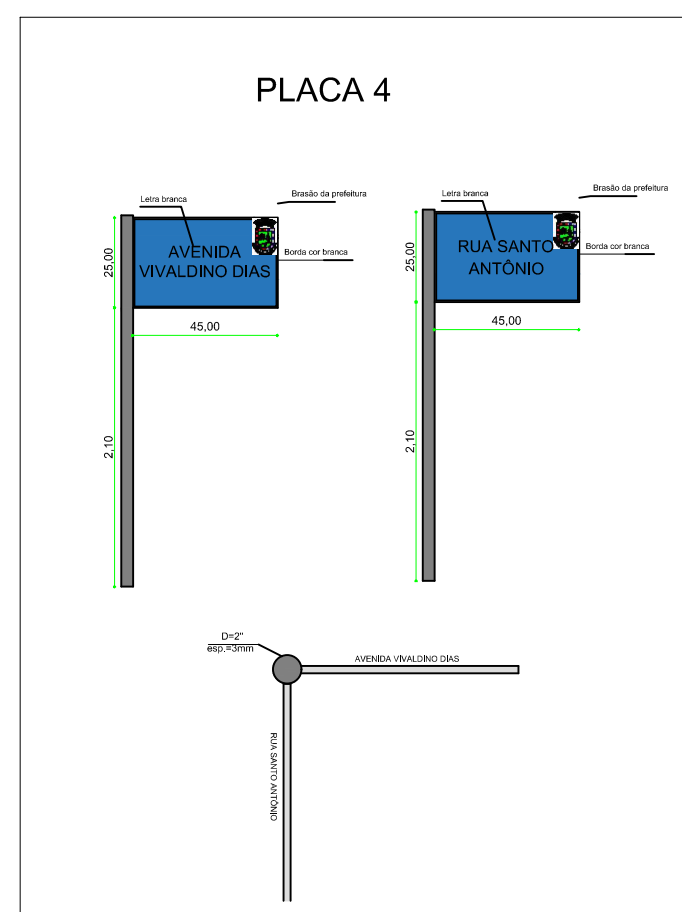 PLACA 4
Letra branca
Brasão da prefeitura
AVENIDA
VIVALDINO DIAS
Borda cor branca
25,00
45,00
2,10
Letra branca
Brasão da prefeitura
RUA SANTO
ANTÔNIO
Borda cor branca
25,00
45,00
2,10
D=2"
esp.=3mm
AVENIDA VIVALDINO DIAS
RUA SANTO ANTÔNIO